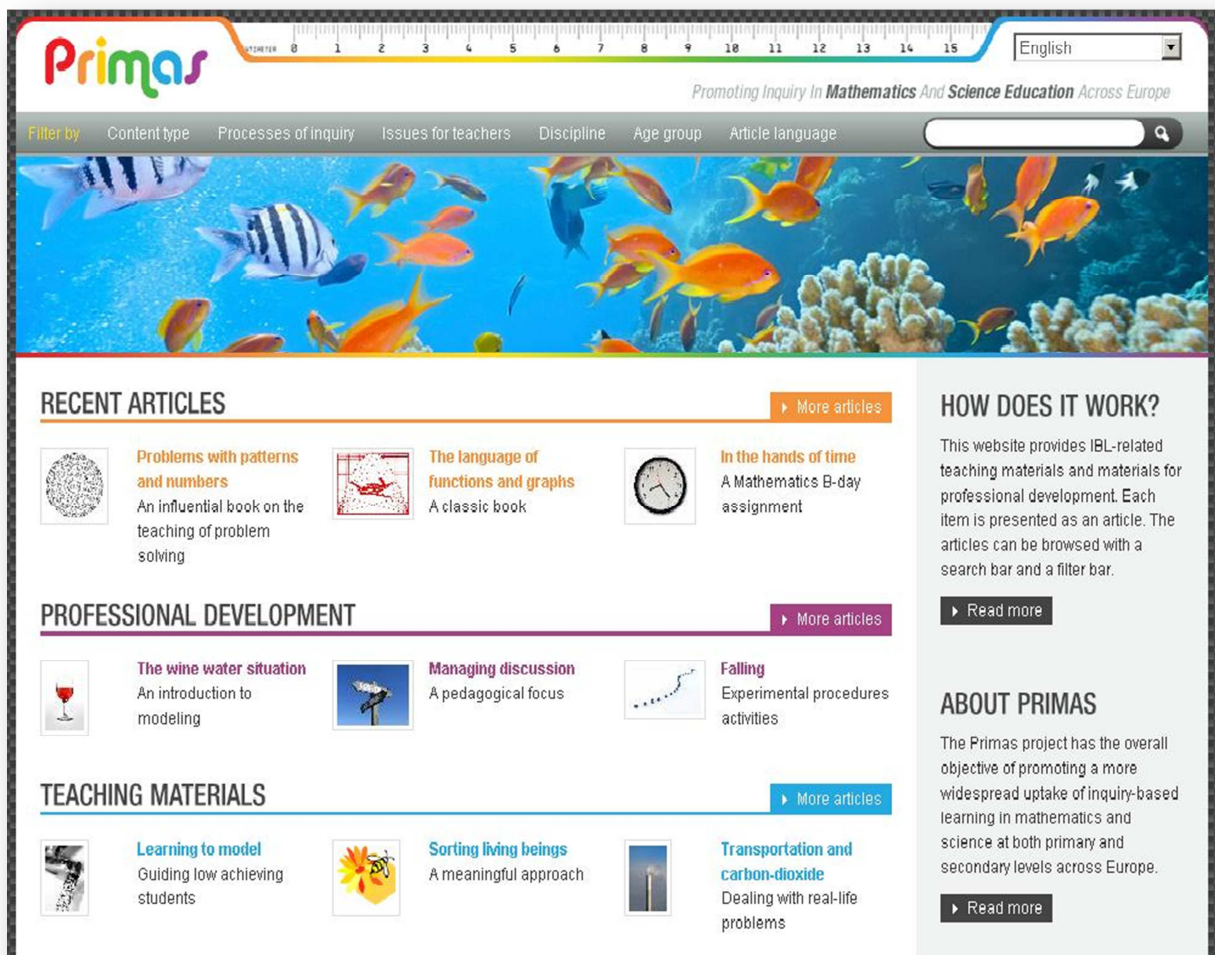 Primas
0 1 2 3 4 5 6 7 8 9 10 11 12 13 14 15
English
Promoting Inquiry In Mathematics And Science Education Across Europe
Filter by Content type Processes of inquiry Issues for teachers Discipline Age group Article language
RECENT ARTICLES
More articles
Problems with patterns
and numbers
An influential book on the
teaching of problem
solving
The language of
functions and graphs
A classic book
In the hands of time
A Mathematics B-day
assignment
PROFESSIONAL DEVELOPMENT
More articles
The wine water situation
An introduction to
modeling
Managing discussion
A pedagogical focus
Falling
Experimental procedures
activities
TEACHING MATERIALS
More articles
Learning to model
Guiding low achieving
students
Sorting living beings
A meaningful approach
Transportation and
carbon-dioxide
Dealing with real-life
problems
HOW DOES IT WORK?
This website provides IBL-related
teaching materials and materials for
professional development. Each
item is presented as an article. The
articles can be browsed with a
search bar and a filter bar.
Read more
ABOUT PRIMAS
The Primas project has the overall
objective of promoting a more
widespread uptake of inquiry-based
learning in mathematics and
science at both primary and
secondary levels across Europe.
Read more